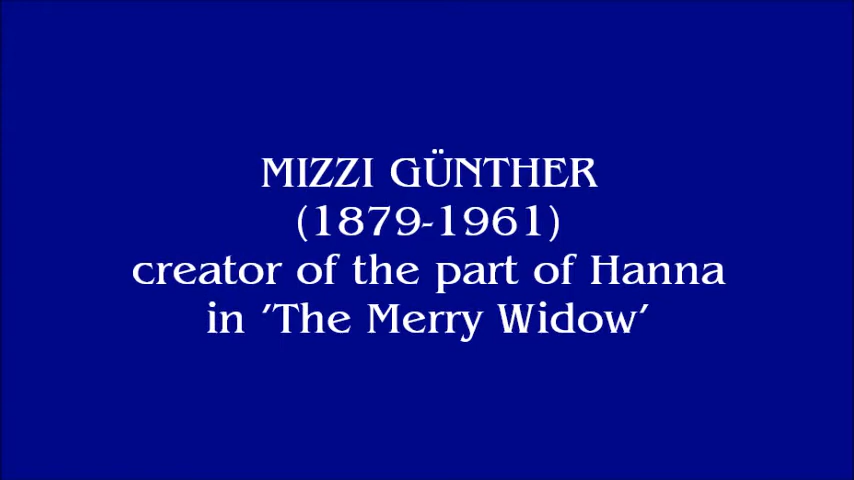 MIZZI GÜNTHER
(1879-1961)
creator of the part of Hanna
in ’The Merry Widow’